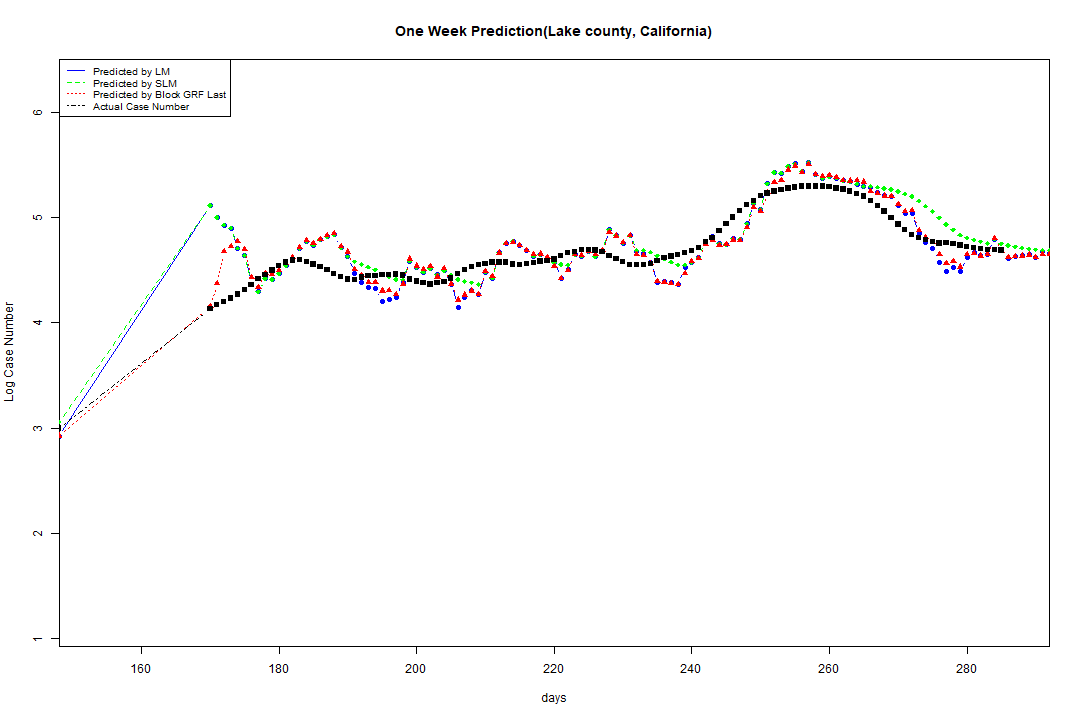 One Week Prediction(Lake county, California)
Predicted by LM
Predicted by SLM
Predicted by Block GRF Last
Actual Case Number
6
5
4
3
2
1
Log Case Number
160 180 200 220 240 260 280
days